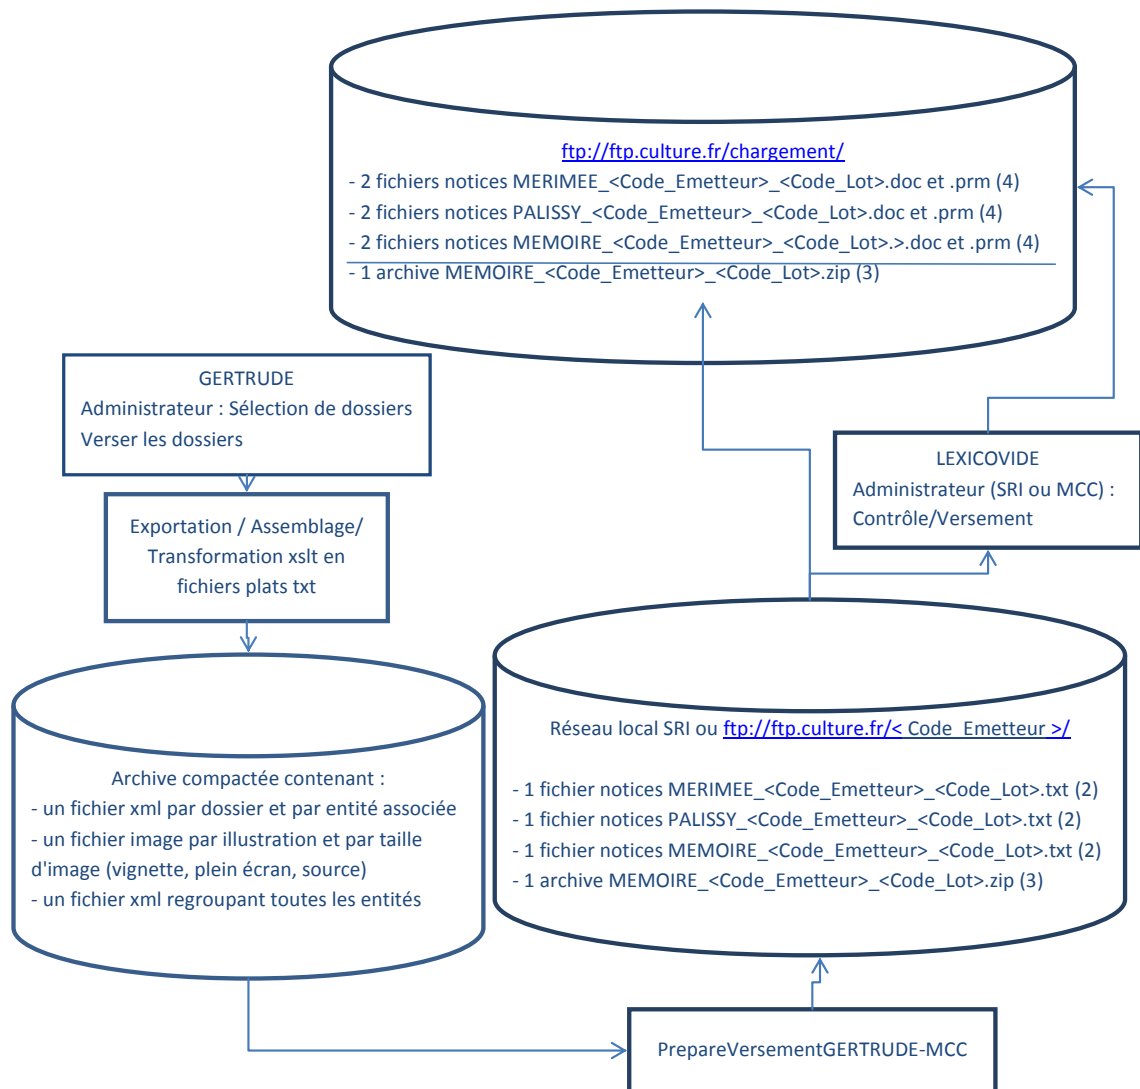 ftp://ftp.culture.fr/chargement/
- 2 fichiers notices MERIMEE_<Code_Emetteur>_<Code_Lot>.doc et .prm (4)
- 2 fichiers notices PALISSY_<Code_Emetteur>_<Code_Lot>.doc et .prm (4)
- 2 fichiers notices MEMOIRE_<Code_Emetteur>_<Code_Lot>.>.doc et .prm (4)
- 1 archive MEMOIRE_<Code_Emetteur>_<Code_Lot>.zip (3)
GERTRUDE
Administrateur : Sélection de dossiers
Verser les dossiers
LEXICOVIDE
Administrateur (SRI ou MCC) :
Contrôle/Versement
Exportation / Assemblage/
Transformation xslt en
fichiers plats txt
Archive compactée contenant :
- un fichier xml par dossier et par entité associée
- un fichier image par illustration et par taille
d'image (vignette, plein écran, source)
- un fichier xml regroupant toutes les entités
Réseau local SRI ou ftp://ftp.culture.fr/< Code_Emetteur >/
- 1 fichier notices MERIMEE_<Code_Emetteur>_<Code_Lot>.txt (2)
- 1 fichier notices PALISSY_<Code_Emetteur>_<Code_Lot>.txt (2)
- 1 fichier notices MEMOIRE_<Code_Emetteur>_<Code_Lot>.txt (2)
- 1 archive MEMOIRE_<Code_Emetteur>_<Code_Lot>.zip (3)
PrepareVersementGERTRUDE-MCC